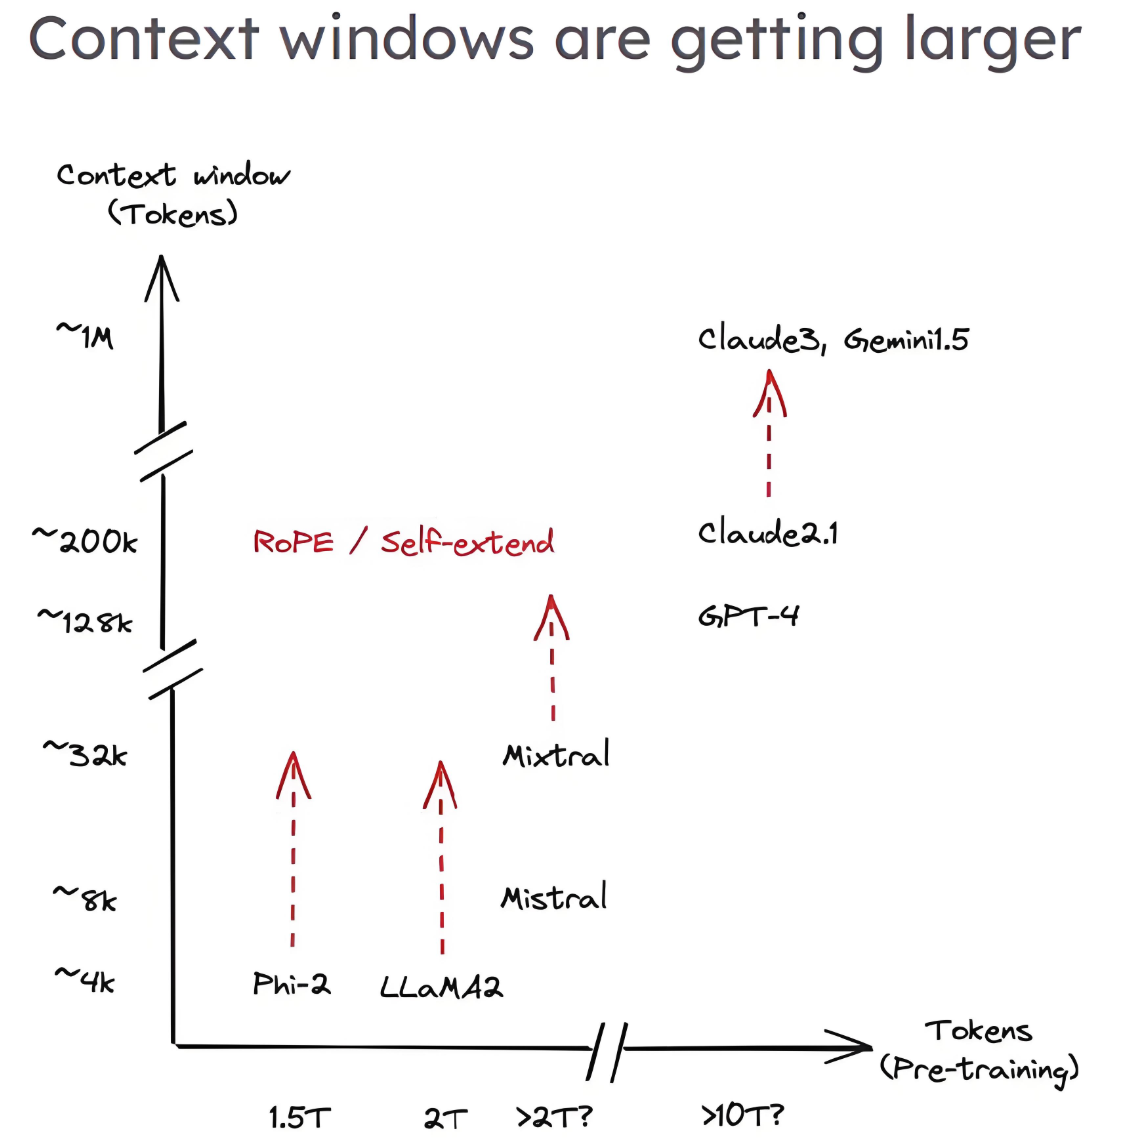 Context windows are getting larger
Context window
(Tokens)
~1M
Claude3, Gemini1.5
~200k
RoPE / Self-extend
Claude2.1
~128k
GPT-4
~32k
Mixtral
~8k
Mistral
~4k
Phi-2
LLaMA2
Tokens
(Pre-training)
1.5T
2T
>2T?
>10T?